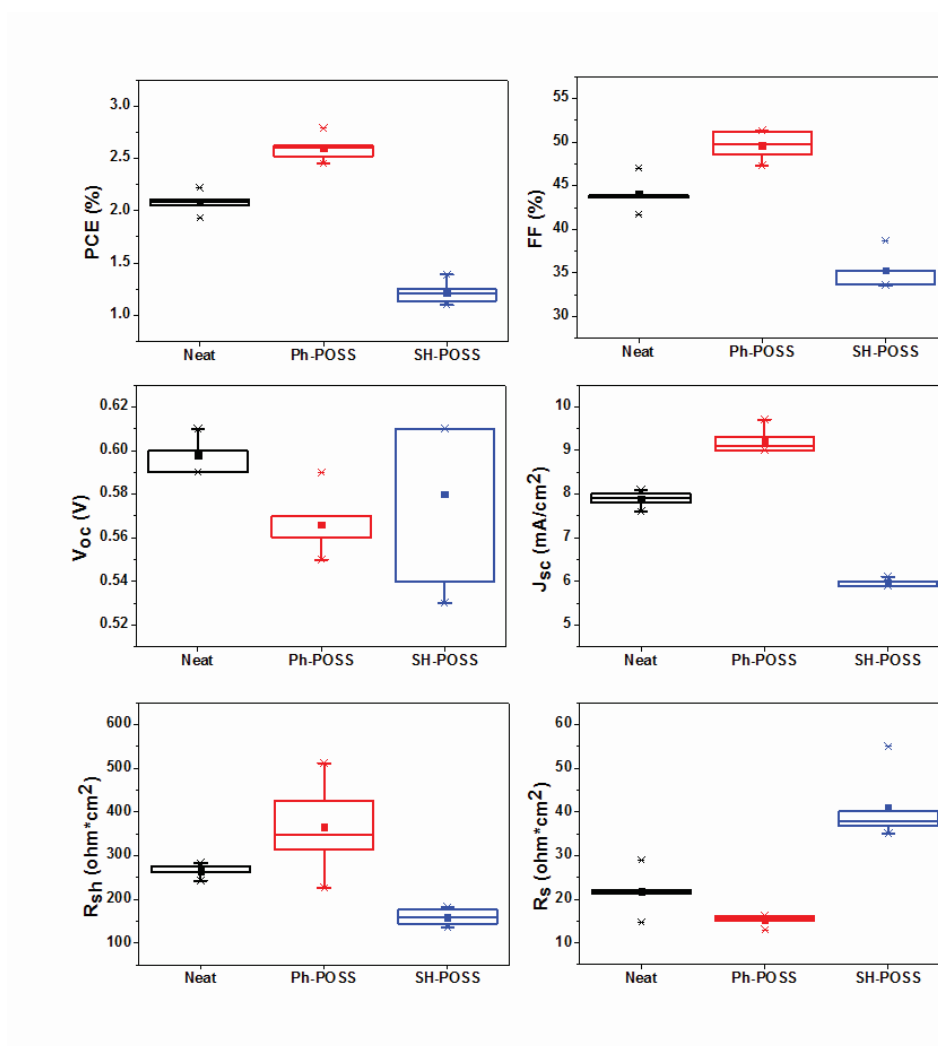 PCE (%)
3.0
2.5
2.0
1.5
1.0
Neat
Ph-POSS
SH-POSS
FF (%)
55
50
45
40
35
30
Neat
Ph-POSS
SH-POSS
Voc (V)
0.62
0.60
0.58
0.56
0.54
0.52
Neat
Ph-POSS
SH-POSS
Jsc (mA/cm2)
10
9
8
7
6
5
Neat
Ph-POSS
SH-POSS
Rsh (ohm*cm2)
600
500
400
300
200
100
Neat
Ph-POSS
SH-POSS
Rs (ohm*cm2)
60
50
40
30
20
10
Neat
Ph-POSS
SH-POSS